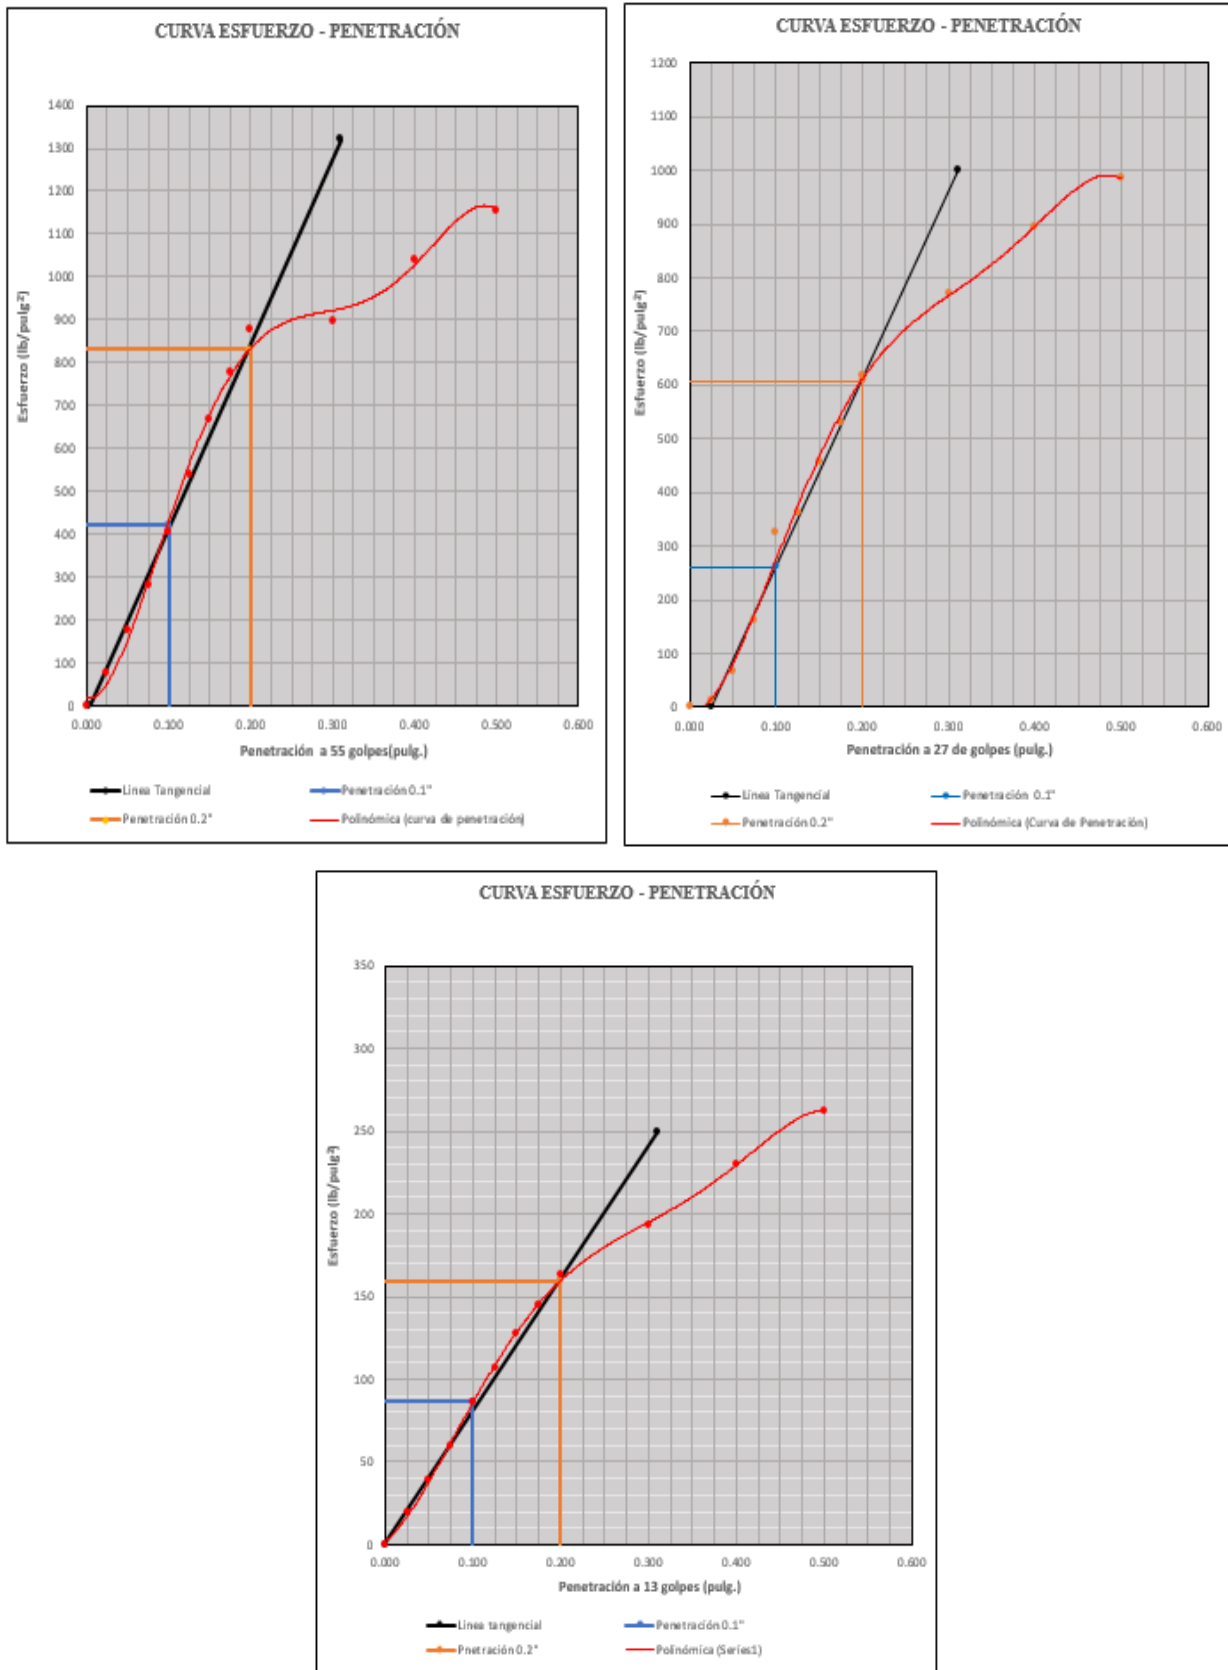 CURVA ESFUERZO - PENETRACIÓN
1400
1300
1200
1100
1000
900
800
700
600
500
400
300
200
100
0
Esfuerzo (lb/pulg²)
0.000 0.100 0.200 0.300 0.400 0.500 0.600
Penetración a 55 golpes(pulg.)
Linea Tangencial Penetración 0.1"
Penetración 0.2" Polinómica (curva de penetración)
CURVA ESFUERZO - PENETRACIÓN
1200
1100
1000
900
800
700
600
500
400
300
200
100
0
Esfuerzo (lb/pulg²)
0.000 0.100 0.200 0.300 0.400 0.500 0.600
Penetración a 27 de golpes (pulg.)
Linea Tangencial Penetración 0.1"
Penetración 0.2" Polinómica (Curva de Penetración)
CURVA ESFUERZO - PENETRACIÓN
350
300
250
200
150
100
50
0
Esfuerzo (lb/pulg²)
0.000 0.100 0.200 0.300 0.400 0.500 0.600
Penetración a 13 golpes (pulg.)
Linea tangencial Penetración 0.1"
Pnetración 0.2" Polinómica (Series1)